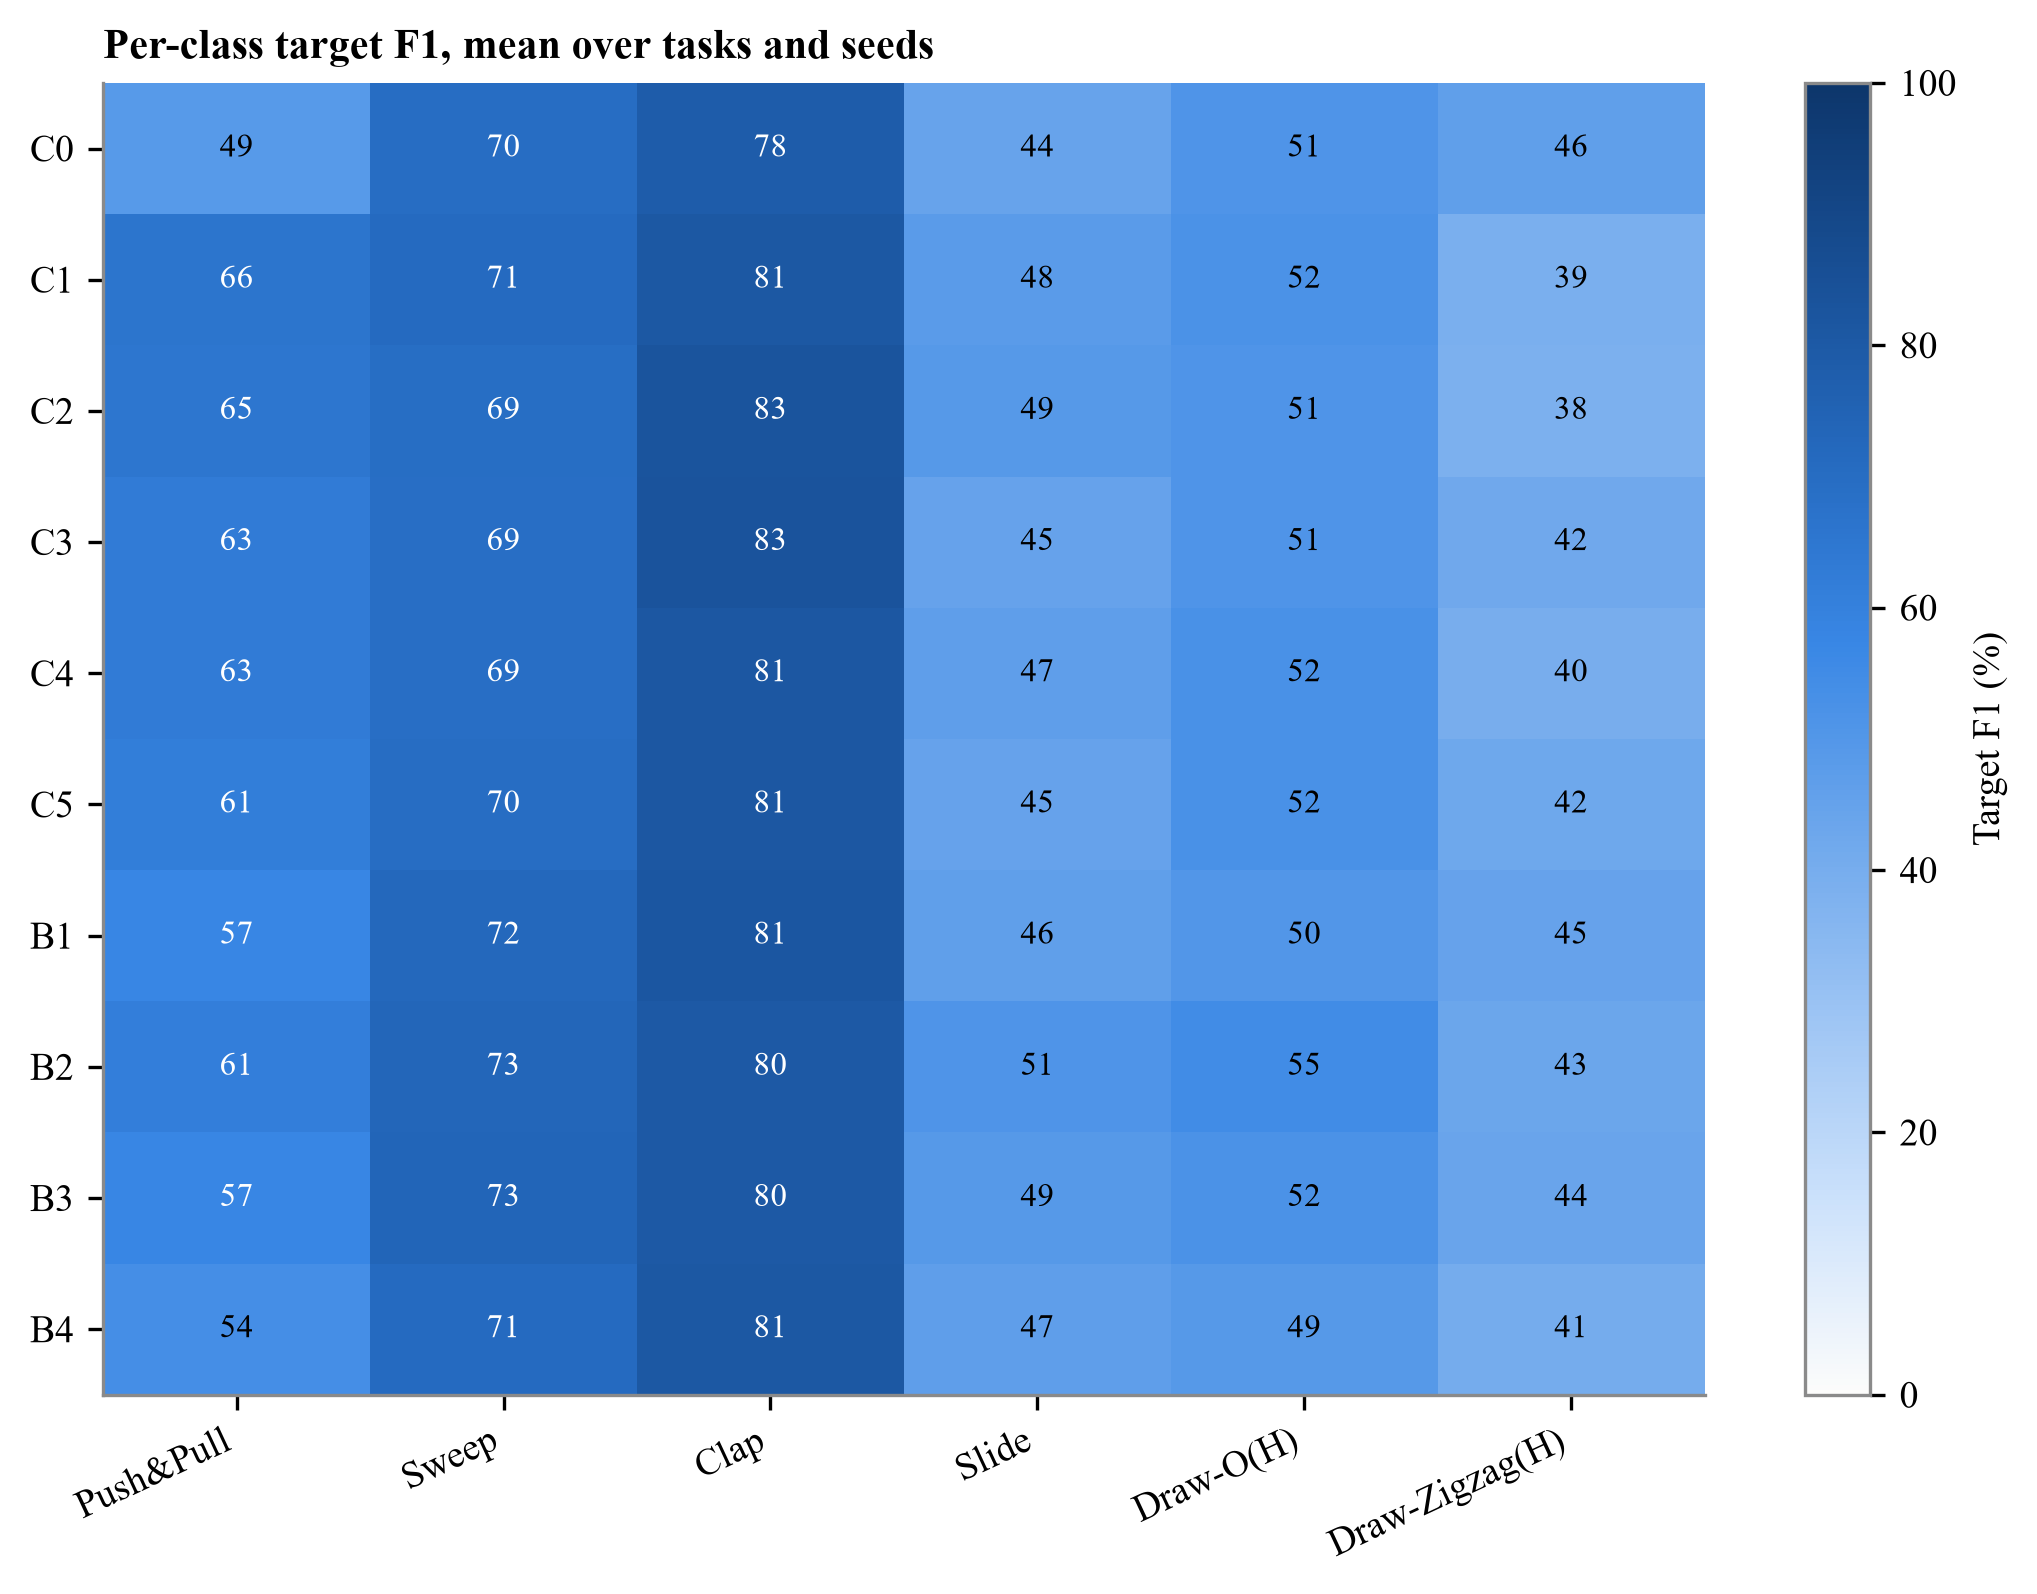 Per-class target F1, mean over tasks and seeds
C0 49 70 78 44 51 46
C1 66 71 81 48 52 39
C2 65 69 83 49 51 38
C3 63 69 83 45 51 42
C4 63 69 81 47 52 40
C5 61 70 81 45 52 42
B1 57 72 81 46 50 45
B2 61 73 80 51 55 43
B3 57 73 80 49 52 44
B4 54 71 81 47 49 41
Push&Pull Sweep Clap Slide Draw-O(H) Draw-Zigzag(H)
100
80
60
40
20
0
Target F1 (%)